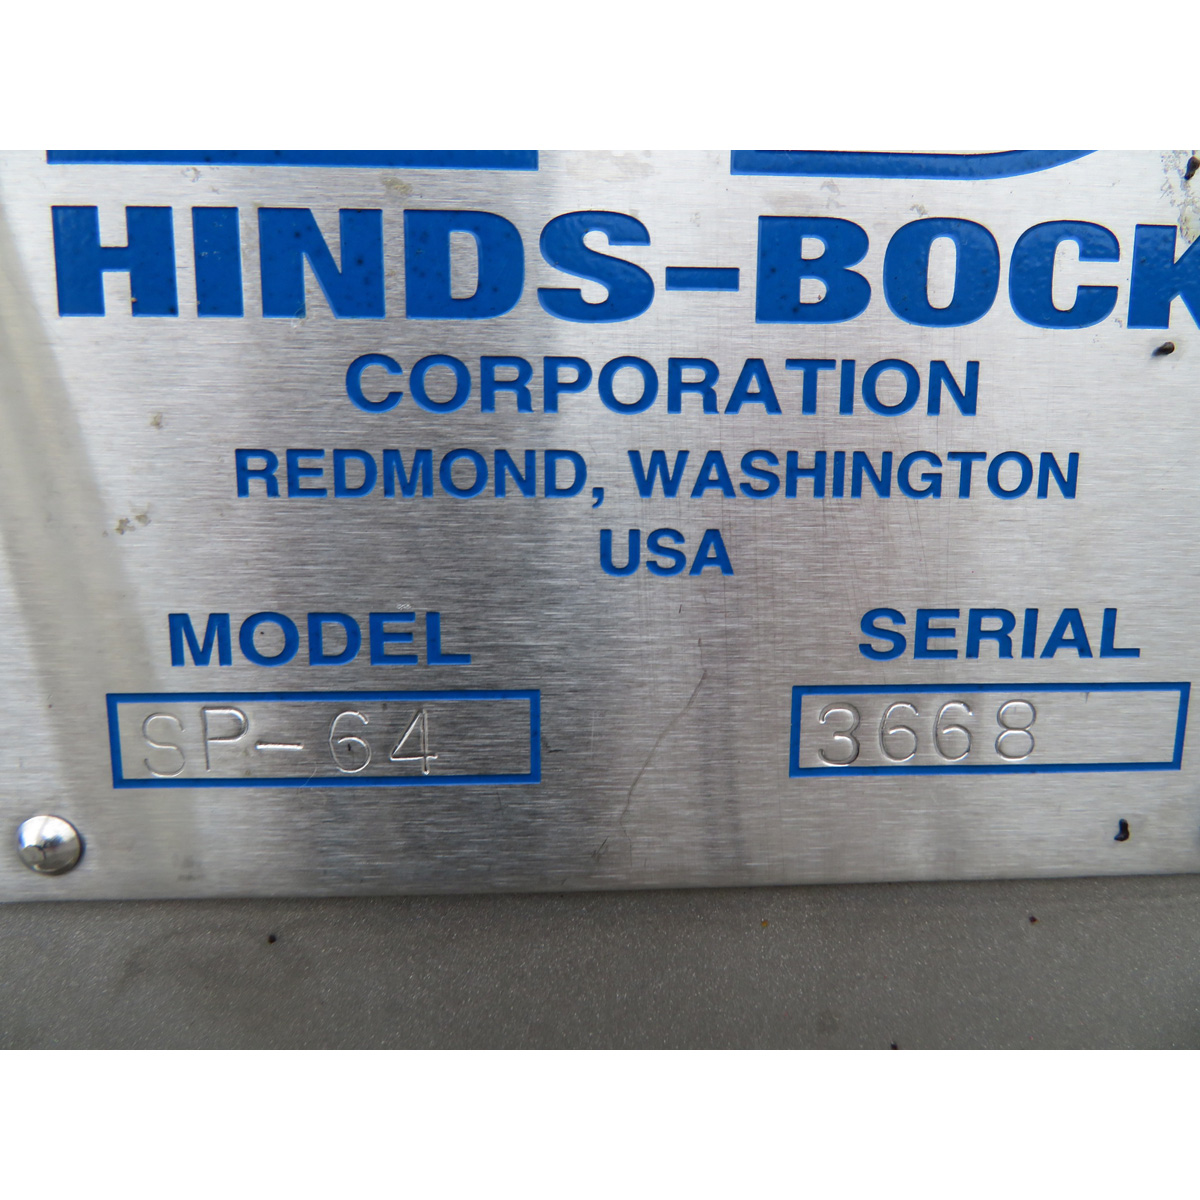 HINDS-BOCK
CORPORATION
REDMOND, WASHINGTON
USA
MODEL SERIAL
SP-64 3668